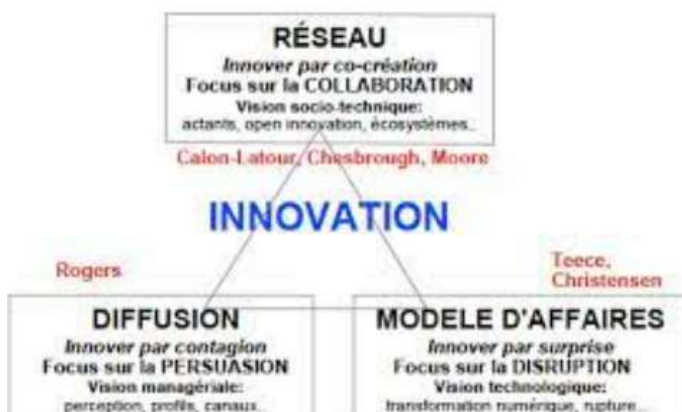 RÉSEAU
Innover par co-création
Focus sur la COLLABORATION
Vision socio-technique:
actants, open innovation, écosystèmes..
Calon-Latour, Chesbrough, Moore
INNOVATION
Rogers
Teece,
Christensen
DIFFUSION
Innover par contagion
Focus sur la PERSUASION
Vision managériale:
perception, profils, canaux..
MODELE D'AFFAIRES
Innover par surprise
Focus sur la DISRUPTION
Vision technologique:
transformation numérique, rupture...